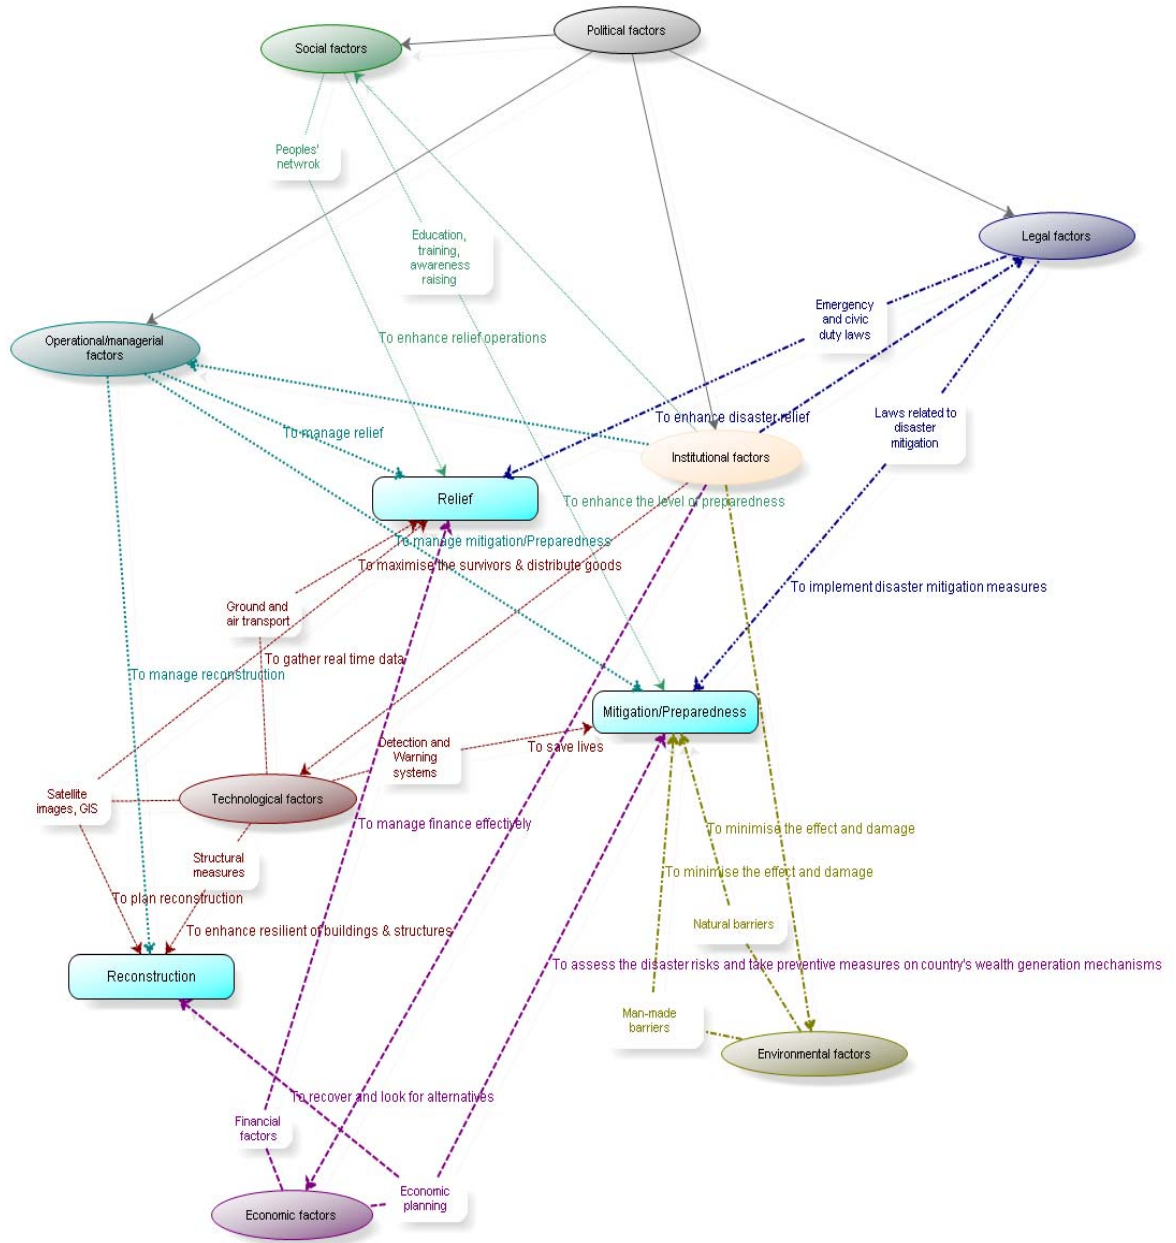 Political factors
Social factors
Peoples'
netwrok
Education,
training,
awareness
raising
Legal factors
Emergency
and civic
duty laws
Operational/managerial
factors
To enhance relief operations
Laws related to
disaster
mitigation
To enhance disaster relief
To manage relief
Institutional factors
Relief
To enhance the level of preparedness
To manage mitigation/Preparedness
To maximise the survivors & distribute goods
To implement disaster mitigation measures
Ground and
air transport
To gather real time data
To manage reconstruction
Mitigation/Preparedness
Detection and
Warning
systems
To save lives
Satellite
images, GIS
Technological factors
To manage finance effectively
To minimise the effect and damage
Structural
measures
To minimise the effect and damage
To plan reconstruction
Natural barriers
To enhance resilient of buildings & structures
To assess the disaster risks and take preventive measures on country's wealth generation mechanisms
Reconstruction
Man-made
barriers
Environmental factors
To recover and look for alternatives
Financial
factors
Economic
planning
Economic factors